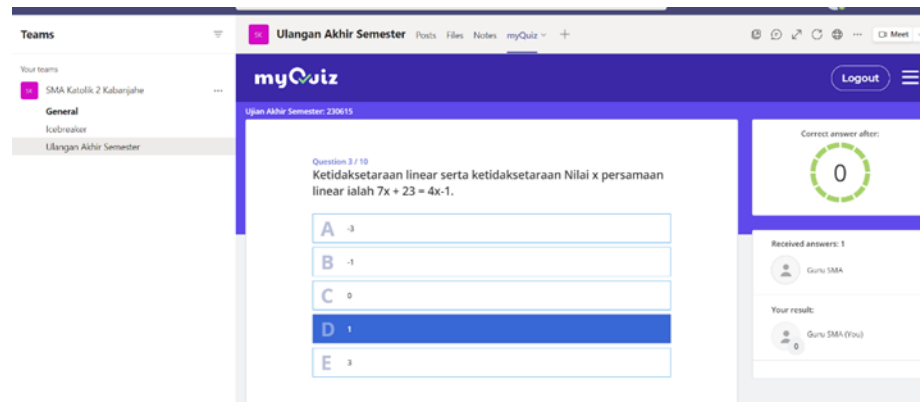 Teams
Your teams
SK
SMA Katolik 2 Kabanjahe
...
General
Icebreaker
Ulangan Akhir Semester
SK
Ulangan Akhir Semester
Posts
Files
Notes
myQuiz
Meet
myQuiz
Logout
Ujian Akhir Semester: 230615
Question 3 / 10
Ketidaksetaraan linear serta ketidaksetaraan Nilai x persamaan
linear ialah 7x + 23 = 4x-1.
A -3
B -1
C 0
D 1
E 3
Correct answer after:
0
Received answers: 1
Guru SMA
Your result:
Guru SMA (You)
0